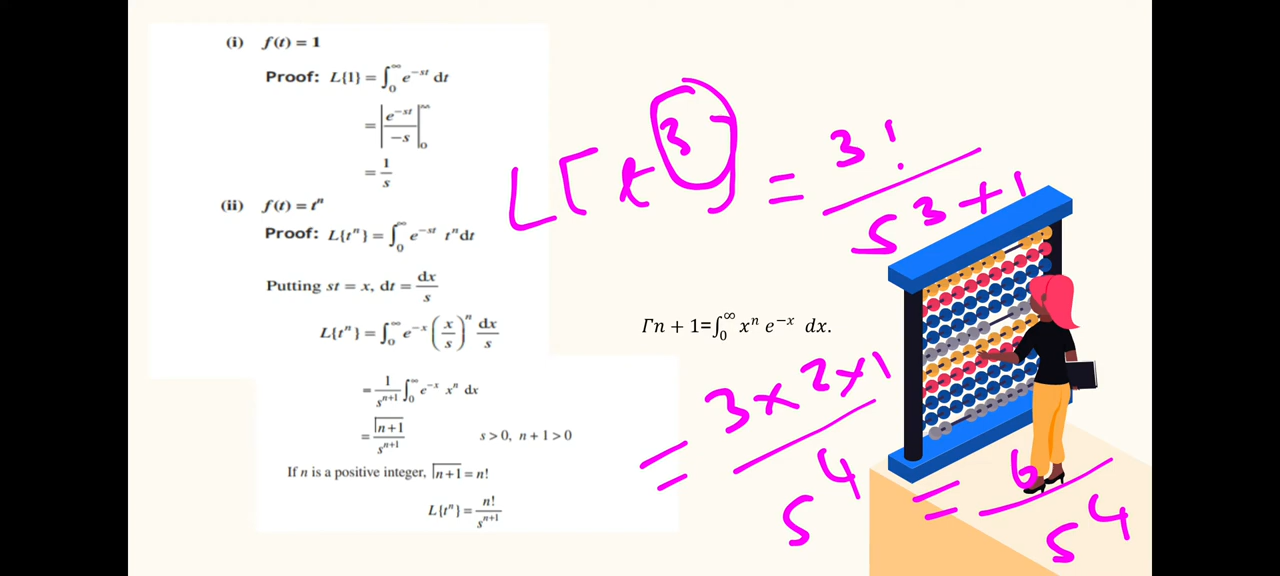 (i) f(t) = 1
Proof: L{1} = ∫₀^∞ e^{-st} dt
= |e^{-st}/-s|₀^∞
= 1/s
(ii) f(t) = tⁿ
Proof: L{tⁿ} = ∫₀^∞ e^{-st} tⁿdt
Putting st = x, dt = dx/s
L{tⁿ} = ∫₀^∞ e^{-x} (x/s)ⁿ dx/s
= 1/s^{n+1} ∫₀^∞ e^{-x} xⁿ dx
= ⌈n+1/s^{n+1} s > 0, n + 1 > 0
If n is a positive integer, ⌈n+1 = n!
L{tⁿ} = n!/s^{n+1}
L[t³] = 3!/s^{3+1}
Γn + 1=∫₀^∞ xⁿ e^{-x} dx.
= 3×2×1/s⁴ = 6/s⁴